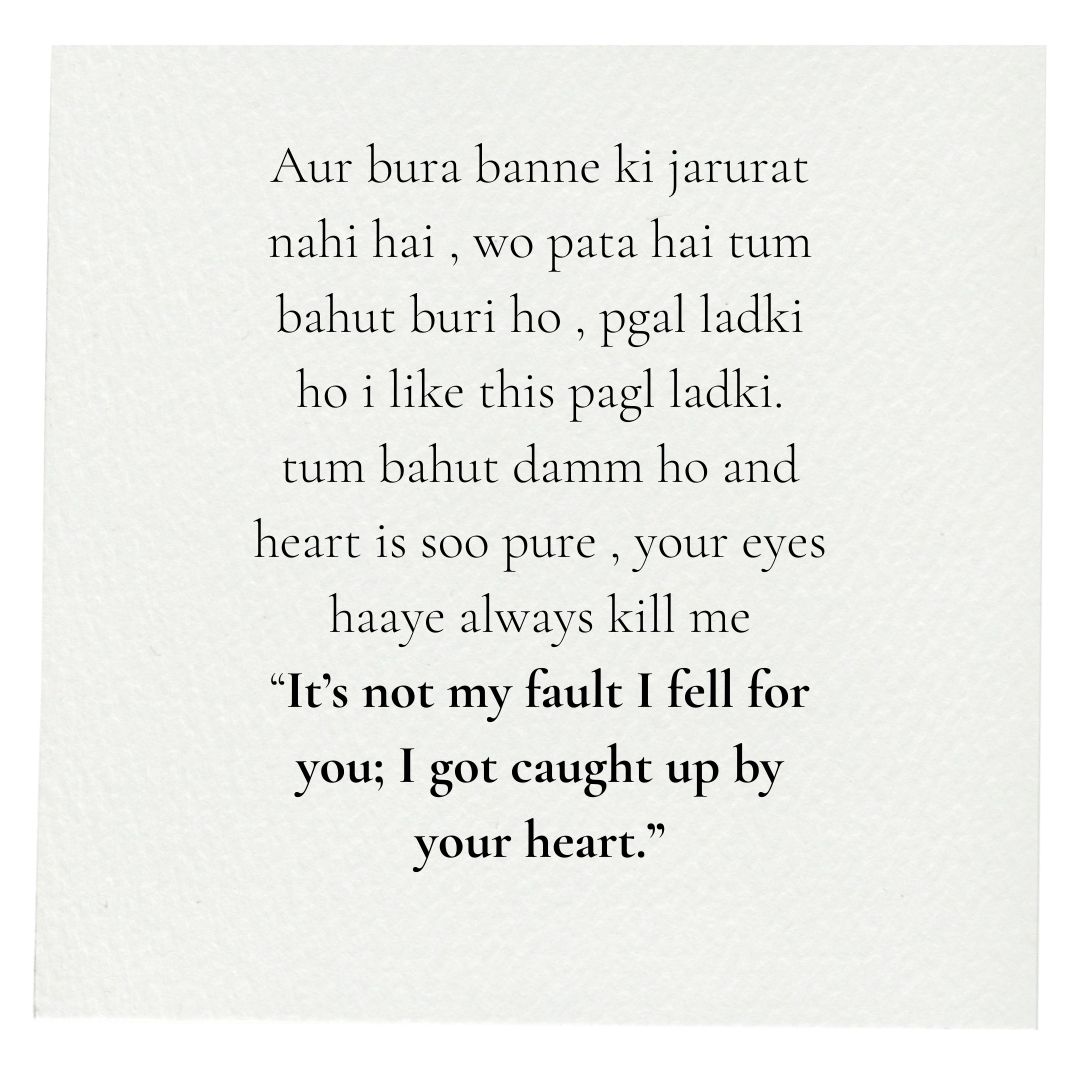 Aur bura banne ki jarurat
nahi hai , wo pata hai tum
bahut buri ho , pgal ladki
ho i like this pagl ladki.
tum bahut damm ho and
heart is soo pure , your eyes
haaye always kill me
“It’s not my fault I fell for
you; I got caught up by
your heart.”